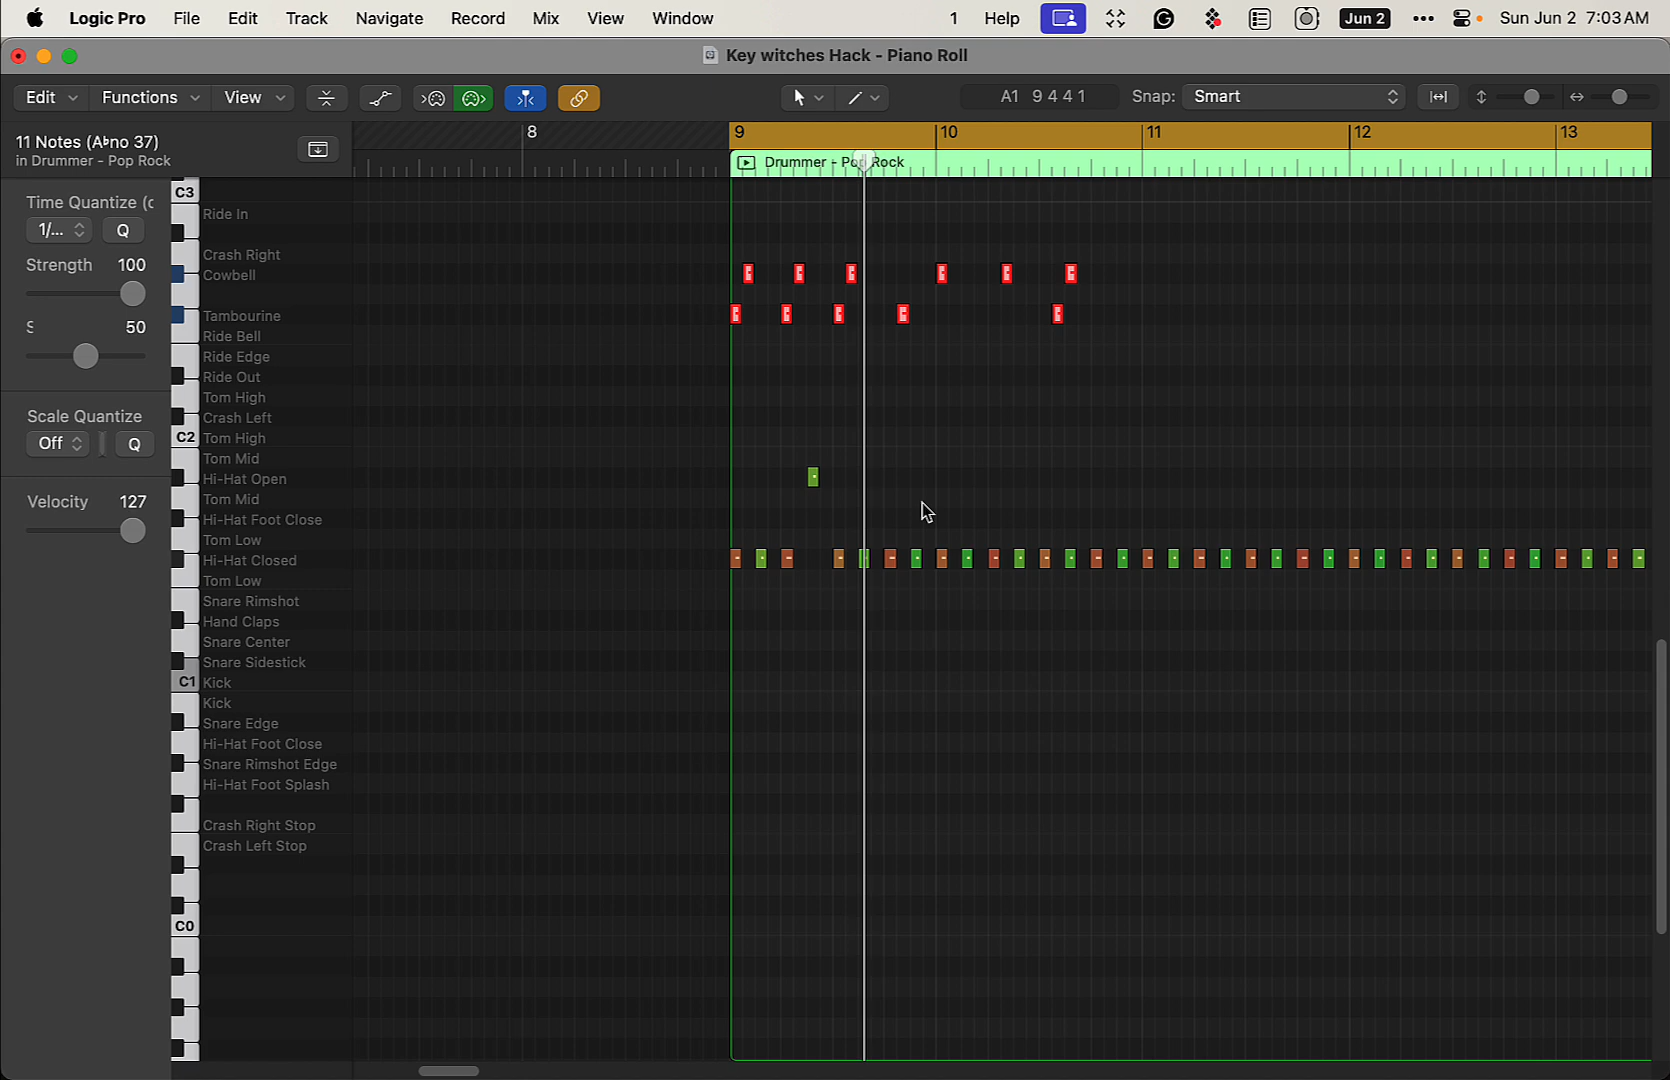 Logic Pro File Edit Track Navigate Record Mix View Window 1 Help Jun 2 Sun Jun 2 7:03 AM
Key witches Hack - Piano Roll
Edit Functions View A1 9 4 4 1 Snap: Smart
11 Notes (A♭no 37)
in Drummer - Pop Rock
8 9 10 11 12 13
Drummer - Pop Rock
Time Quantize (c
1/... Q
Strength 100
S 50
Scale Quantize
Off Q
Velocity 127
C3
Ride In
Crash Right
Cowbell
Tambourine
Ride Bell
Ride Edge
Ride Out
Tom High
Crash Left
C2 Tom High
Tom Mid
Hi-Hat Open
Tom Mid
Hi-Hat Foot Close
Tom Low
Hi-Hat Closed
Tom Low
Snare Rimshot
Hand Claps
Snare Center
Snare Sidestick
C1 Kick
Kick
Snare Edge
Hi-Hat Foot Close
Snare Rimshot Edge
Hi-Hat Foot Splash
Crash Right Stop
Crash Left Stop
C0